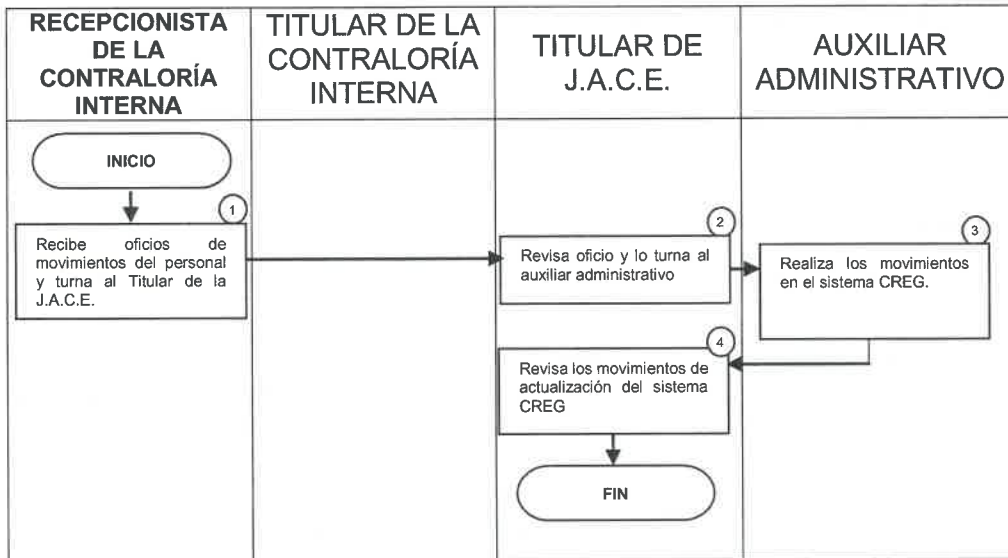 RECEPCIONISTA
DE LA
CONTRALORÍA
INTERNA
TITULAR DE LA
CONTRALORÍA
INTERNA
TITULAR DE
J.A.C.E.
AUXILIAR
ADMINISTRATIVO
INICIO
1
Recibe oficios de
movimientos del personal
y turna al Titular de la
J.A.C.E.
2
Revisa oficio y lo turna al
auxiliar administrativo
3
Realiza los movimientos
en el sistema CREG.
4
Revisa los movimientos de
actualización del sistema
CREG
FIN